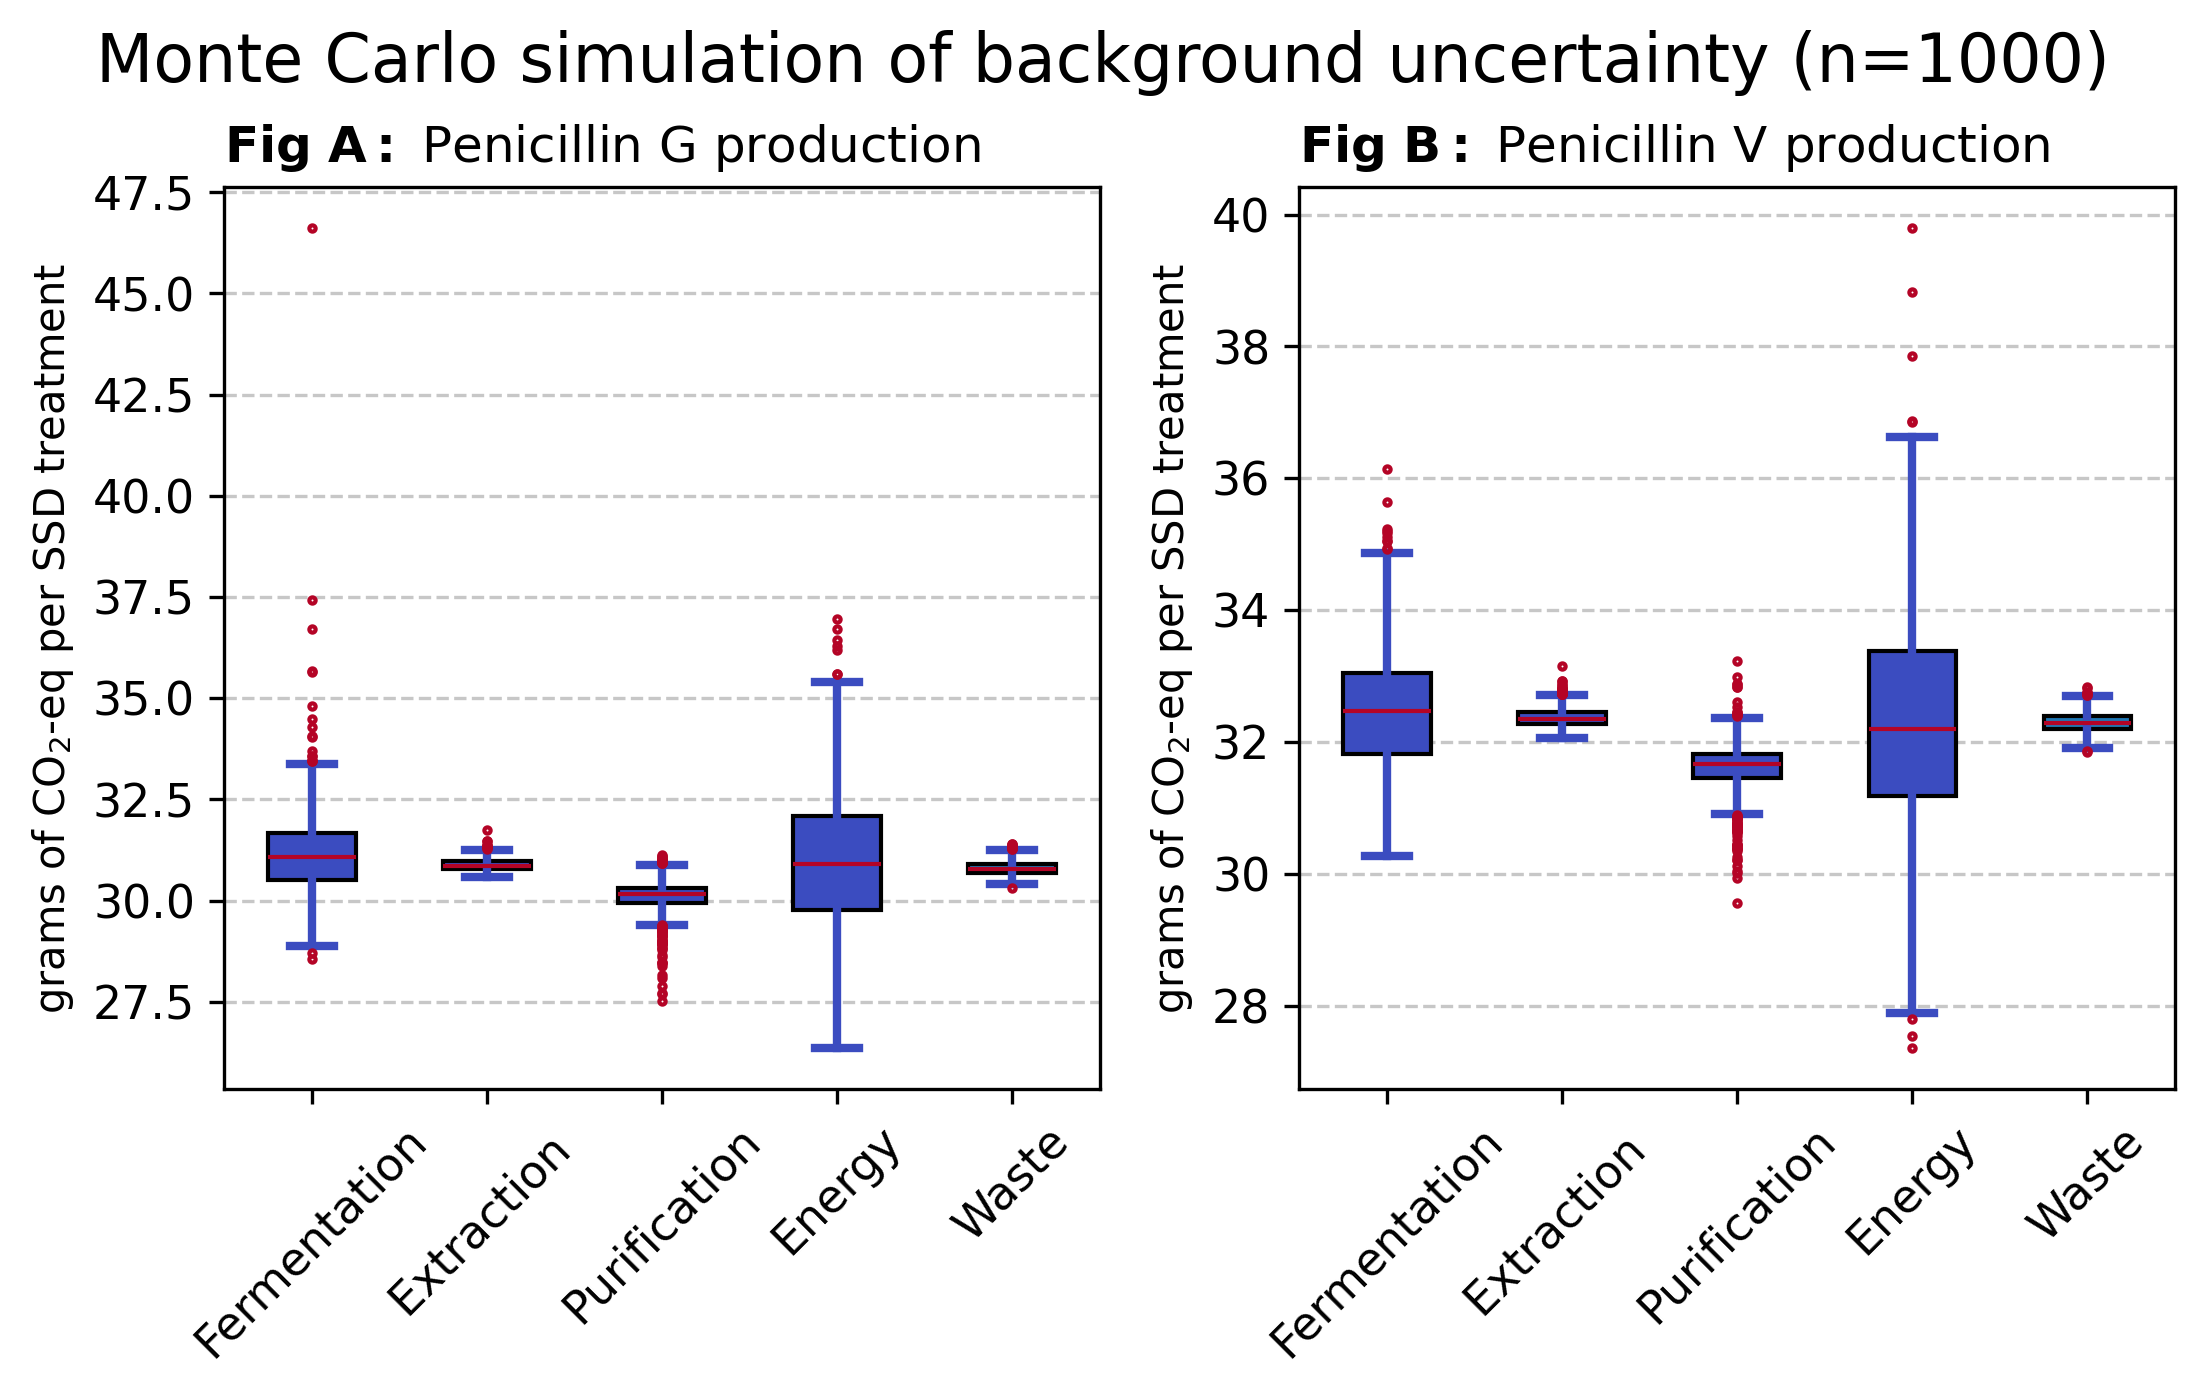 Monte Carlo simulation of background uncertainty (n=1000)
Fig A: Penicillin G production
grams of CO₂-eq per SSD treatment
47.5
45.0
42.5
40.0
37.5
35.0
32.5
30.0
27.5
Fermentation
Extraction
Purification
Energy
Waste
Fig B: Penicillin V production
grams of CO₂-eq per SSD treatment
40
38
36
34
32
30
28
Fermentation
Extraction
Purification
Energy
Waste